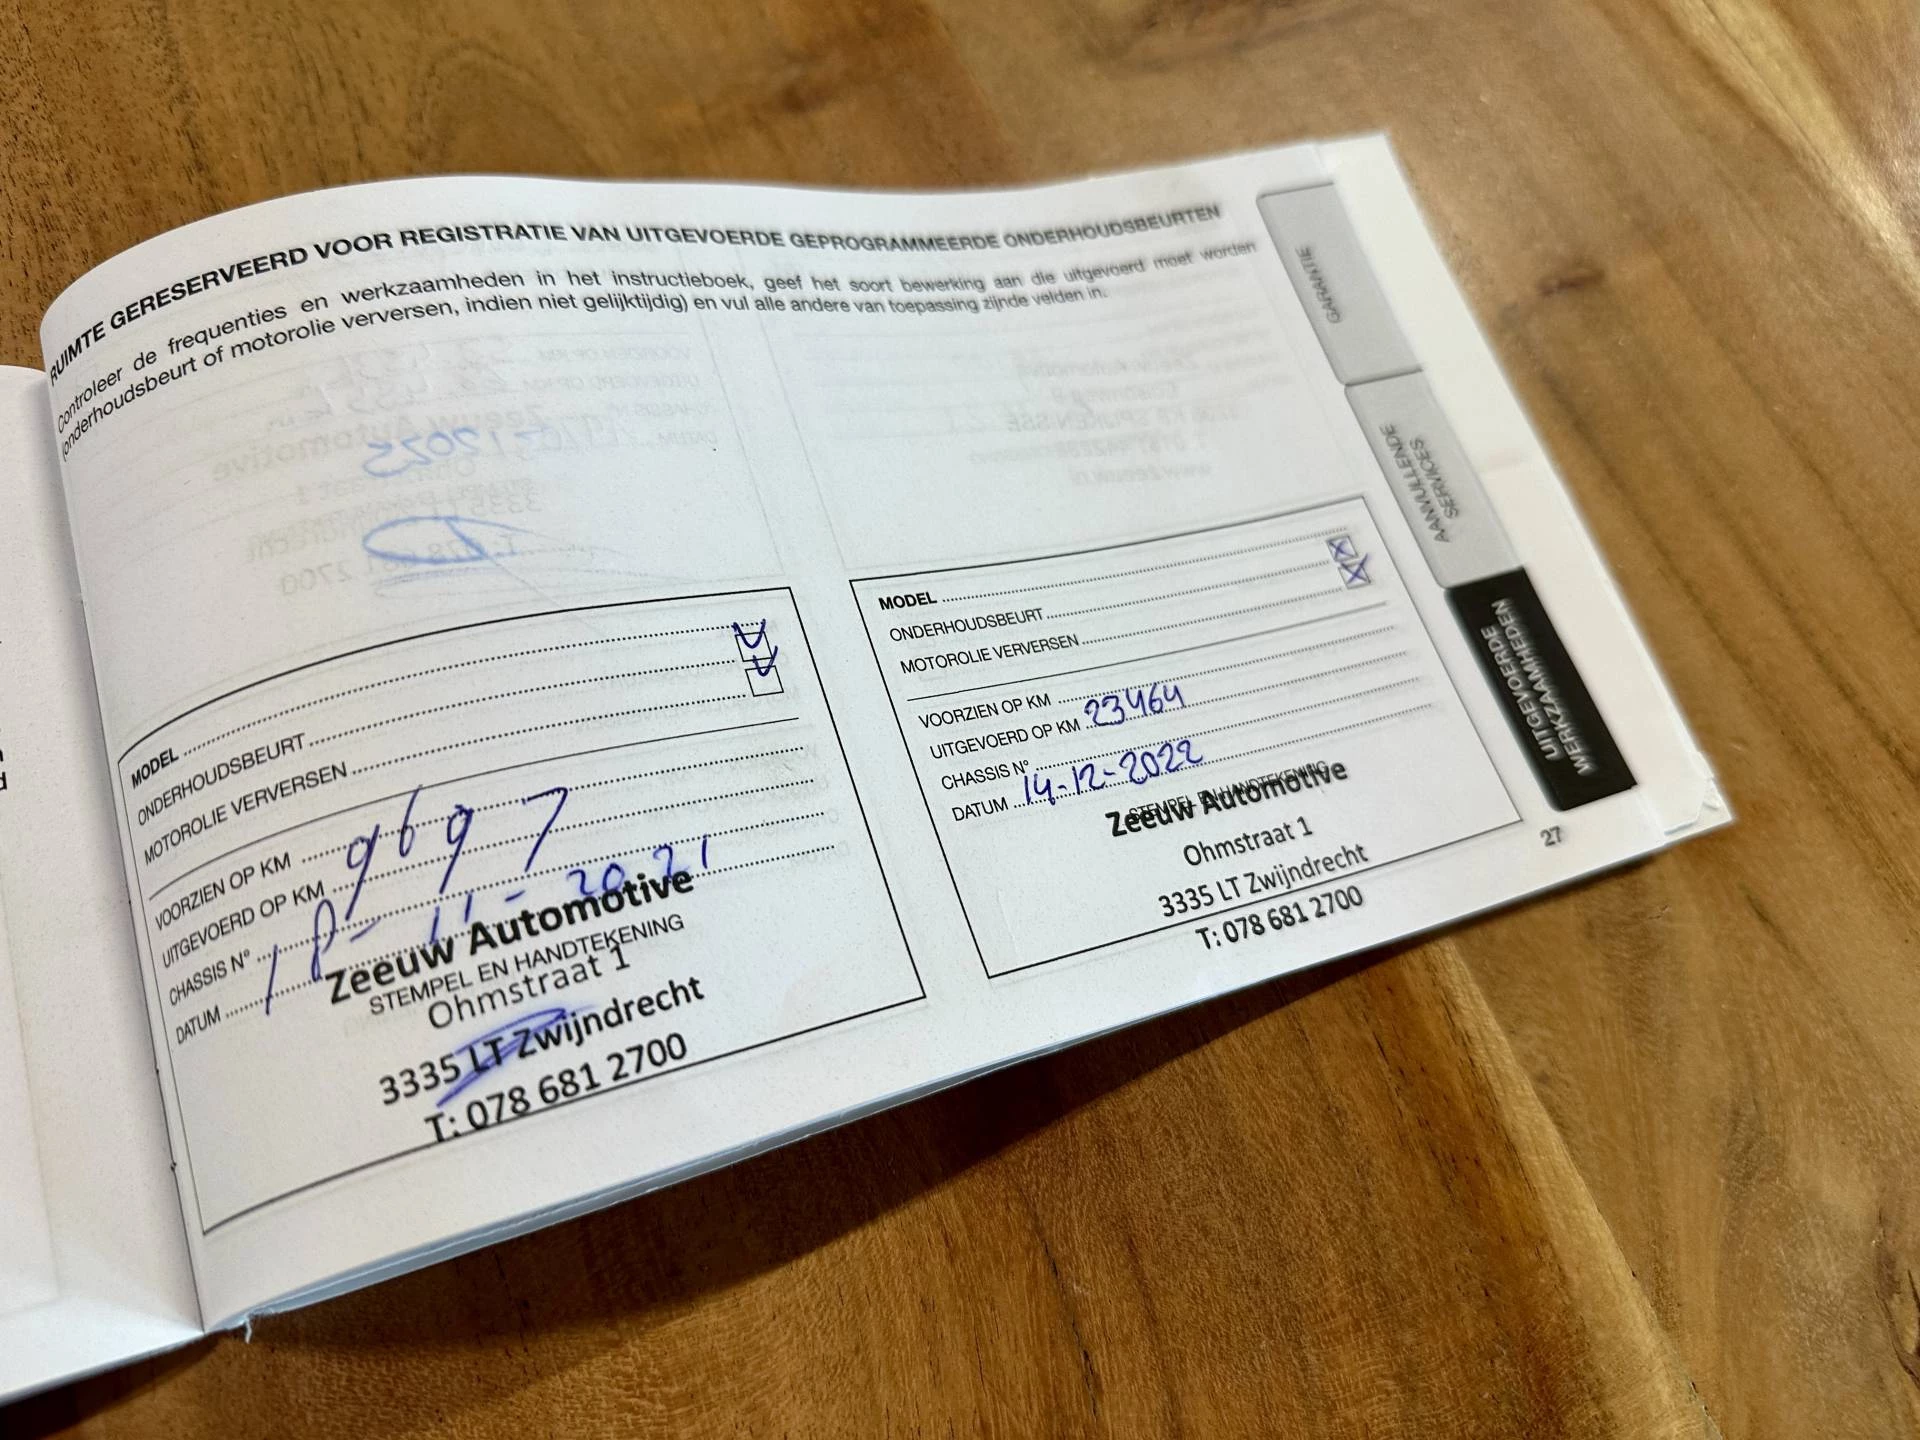 RUIMTE GERESERVEERD VOOR REGISTRATIE VAN UITGEVOERDE GEPROGRAMMEERDE ONDERHOUDSBEURTEN
Controleer de frequenties en werkzaamheden in het instructieboek, geef het soort bewerking aan die uitgevoerd moet worden
(onderhoudsbeurt of motorolie verversen, indien niet gelijktijdig) en vul alle andere van toepassing zijnde velden in.
MODEL
ONDERHOUDSBEURT
MOTOROLIE VERVERSEN
VOORZIEN OP KM
UITGEVOERD OP KM 9697
CHASSIS N°
DATUM 18-11-2021
Zeeuw Automotive
STEMPEL EN HANDTEKENING
Ohmstraat 1
3335 LT Zwijndrecht
T: 078 681 2700
MODEL
ONDERHOUDSBEURT
MOTOROLIE VERVERSEN
VOORZIEN OP KM
UITGEVOERD OP KM 23464
CHASSIS N°
DATUM 14-12-2022
STEMPEL EN HANDTEKENING
Zeeuw Automotive
Ohmstraat 1
3335 LT Zwijndrecht
T: 078 681 2700
GARANTIE
AANVULLENDE
SERVICES
UITGEVOERDE
WERKZAAMHEDEN
27